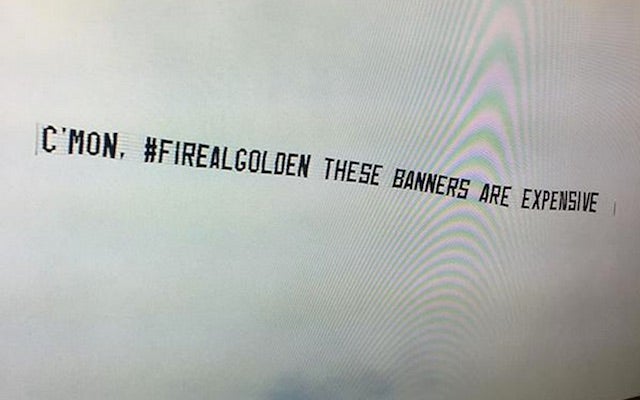 C'MON, #FIREALGOLDEN THESE BANNERS ARE EXPENSIVE